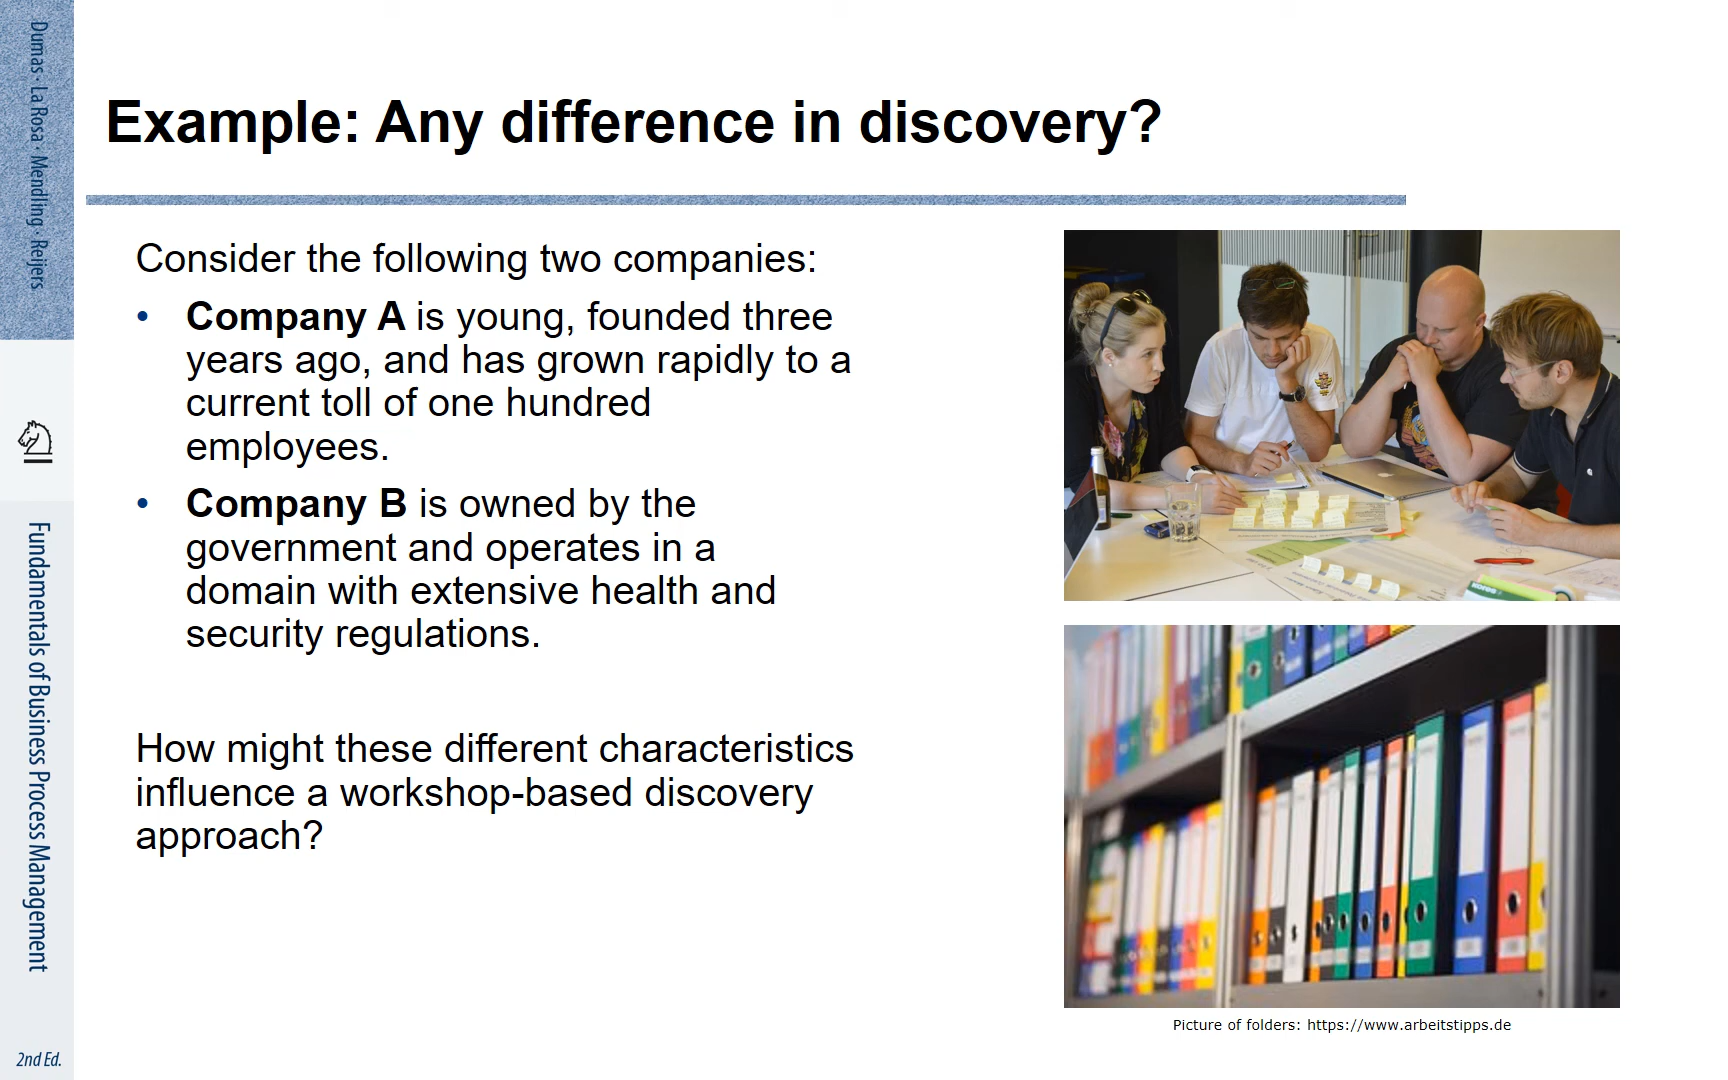 Dumas · La Rosa · Mendling · Reijers
Fundamentals of Business Process Management
2nd Ed.
Example: Any difference in discovery?
Consider the following two companies:
• Company A is young, founded three
years ago, and has grown rapidly to a
current toll of one hundred
employees.
• Company B is owned by the
government and operates in a
domain with extensive health and
security regulations.
How might these different characteristics
influence a workshop-based discovery
approach?
Picture of folders: https://www.arbeitstipps.de